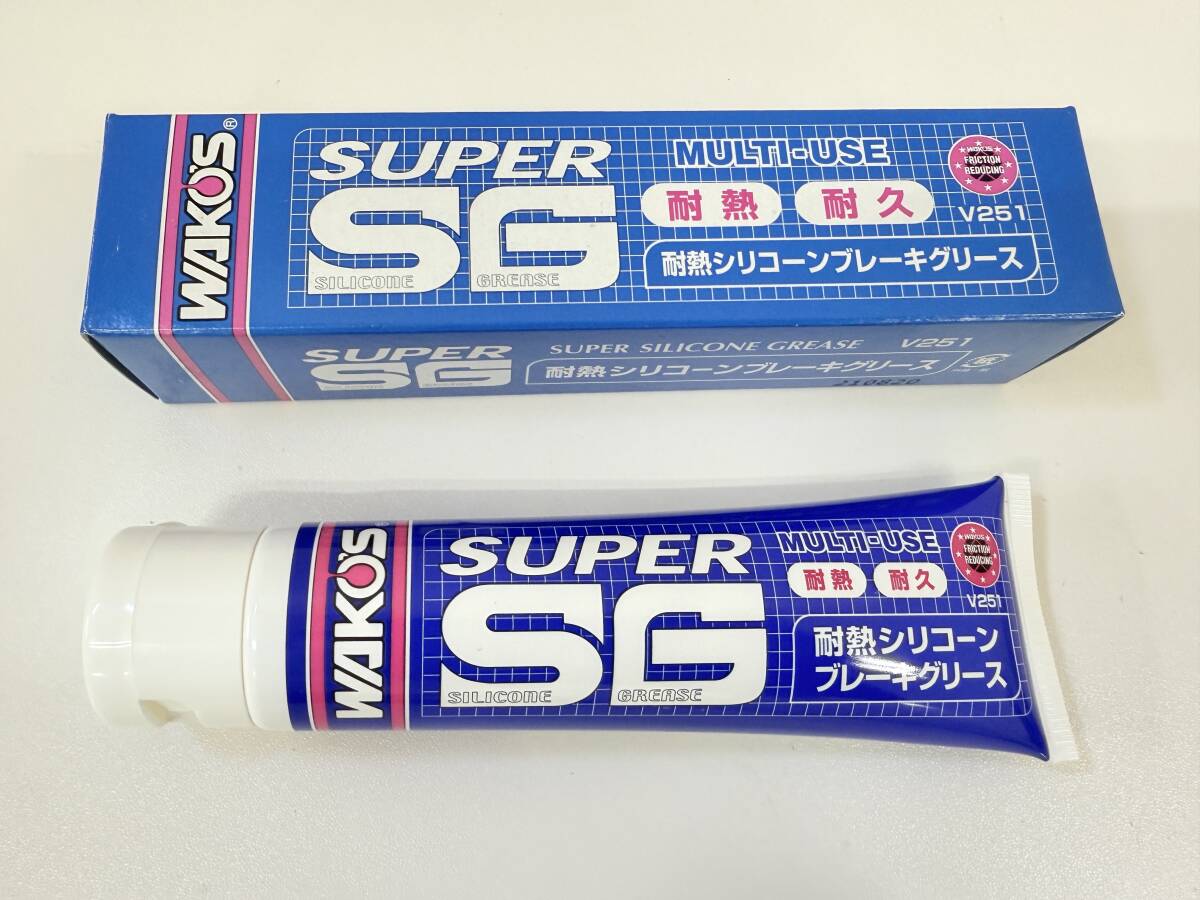 WAKO'S®
SUPER
SG
SILICONE GREASE
MULTI-USE
耐熱 耐久
WAKO'S
FRICTION
REDUCING
V251
耐熱シリコーンブレーキグリース
SUPER
SG
SUPER SILICONE GREASE V251
耐熱シリコーンブレーキグリース
210820
WAKO'S®
SUPER
SG
SILICONE GREASE
MULTI-USE
耐熱 耐久
WAKO'S
FRICTION
REDUCING
V251
耐熱シリコーン
ブレーキグリース